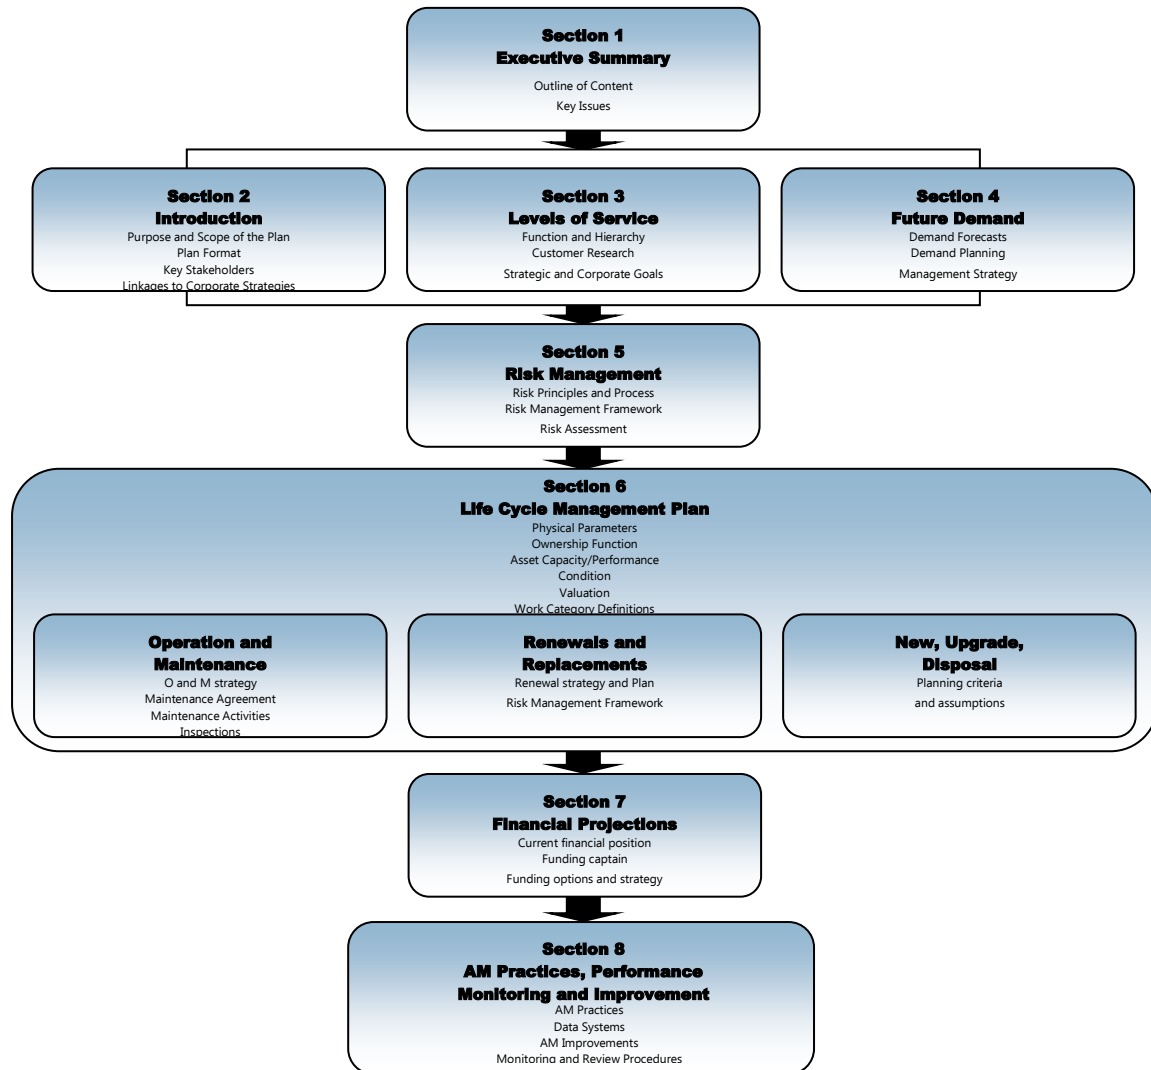 Section 1
Executive Summary
Outline of Content
Key Issues
Section 2
Introduction
Purpose and Scope of the Plan
Plan Format
Key Stakeholders
Linkages to Corporate Strategies
Section 3
Levels of Service
Function and Hierarchy
Customer Research
Strategic and Corporate Goals
Section 4
Future Demand
Demand Forecasts
Demand Planning
Management Strategy
Section 5
Risk Management
Risk Principles and Process
Risk Management Framework
Risk Assessment
Section 6
Life Cycle Management Plan
Physical Parameters
Ownership Function
Asset Capacity/Performance
Condition
Valuation
Work Category Definitions
Operation and
Maintenance
O and M strategy
Maintenance Agreement
Maintenance Activities
Inspections
Renewals and
Replacements
Renewal strategy and Plan
Risk Management Framework
New, Upgrade,
Disposal
Planning criteria
and assumptions
Section 7
Financial Projections
Current financial position
Funding captain
Funding options and strategy
Section 8
AM Practices, Performance
Monitoring and Improvement
AM Practices
Data Systems
AM Improvements
Monitoring and Review Procedures